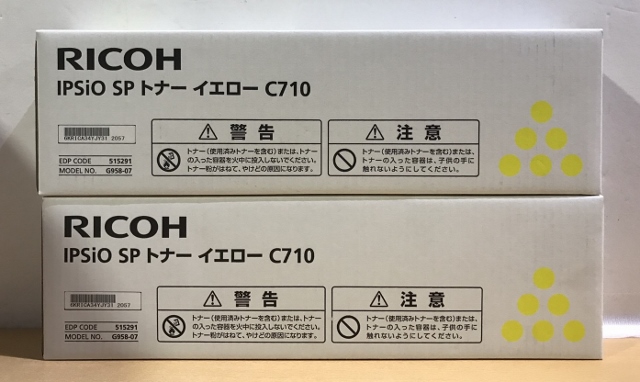 RICOH
IPSiO SP トナー イエロー C710
2057
EDP CODE 515291
MODEL NO. G958-07
警告
トナー(使用済みトナーを含む)または、トナー
の入った容器を火中に投入しないでください。
トナー粉がはねて、やけどの原因になります。
注意
トナー(使用済みトナーを含む)または、
トナーの入った容器は、子供の手に
触れないようにしてください。
RICOH
IPSiO SP トナー イエロー C710
2057
EDP CODE 515291
MODEL NO. G958-07
警告
トナー(使用済みトナーを含む)または、トナー
の入った容器を火中に投入しないでください。
トナー粉がはねて、やけどの原因になります。
注意
トナー(使用済みトナーを含む)または、
トナーの入った容器は、子供の手に
触れないようにしてください。